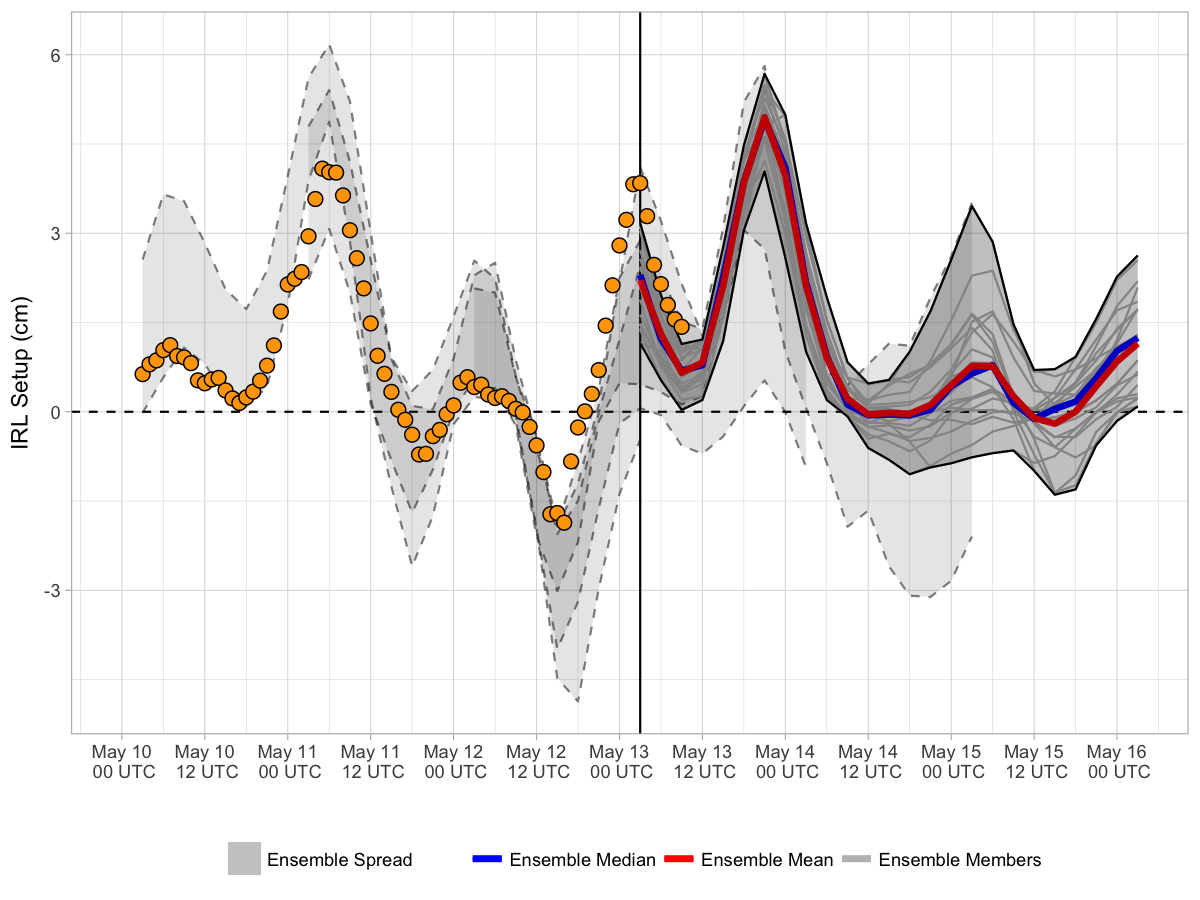 IRL Setup (cm)
6
3
0
-3
May 10 May 10 May 11 May 11 May 12 May 12 May 13 May 13 May 14 May 14 May 15 May 15 May 16
00 UTC 12 UTC 00 UTC 12 UTC 00 UTC 12 UTC 00 UTC 12 UTC 00 UTC 12 UTC 00 UTC 12 UTC 00 UTC
Ensemble Spread Ensemble Median Ensemble Mean Ensemble Members